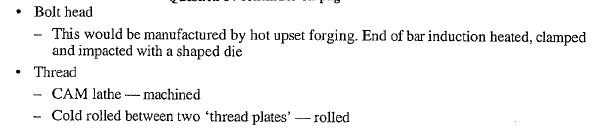 • Bolt head
– This would be manufactured by hot upset forging. End of bar induction heated, clamped
and impacted with a shaped die
• Thread
– CAM lathe — machined
– Cold rolled between two ‘thread plates’ — rolled